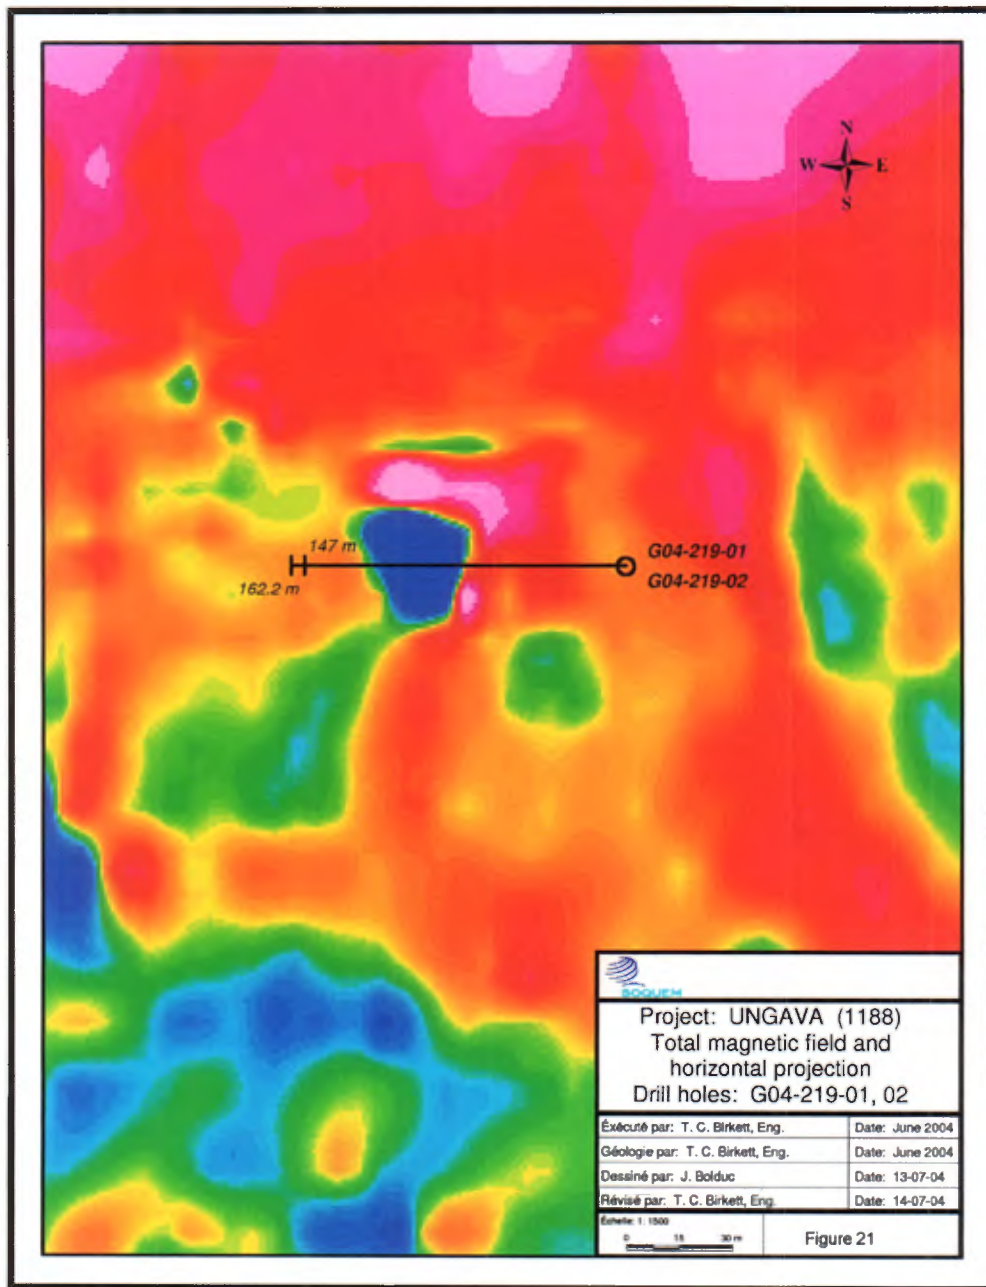 N
W E
S
147 m
G04-219-01
162.2 m
G04-219-02
SOQUEM
Project: UNGAVA (1188)
Total magnetic field and
horizontal projection
Drill holes: G04-219-01, 02
Éxécuté par: T. C. Birkett, Eng. Date: June 2004
Géologie par: T. C. Birkett, Eng. Date: June 2004
Dessiné par: J. Bolduc Date: 13-07-04
Révisé par: T. C. Birkett, Eng. Date: 14-07-04
Échelle: 1: 1500
0 15 30 m
Figure 21